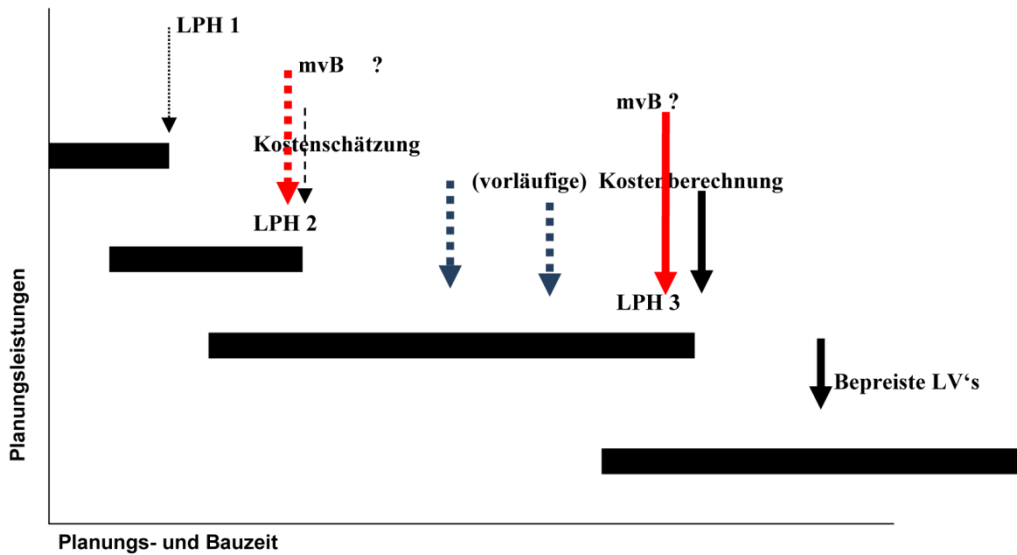 LPH 1
mvB ?
mvB ?
Kostenschätzung
(vorläufige) Kostenberechnung
LPH 2
LPH 3
Bepreiste LV‘s
Planungsleistungen
Planungs- und Bauzeit